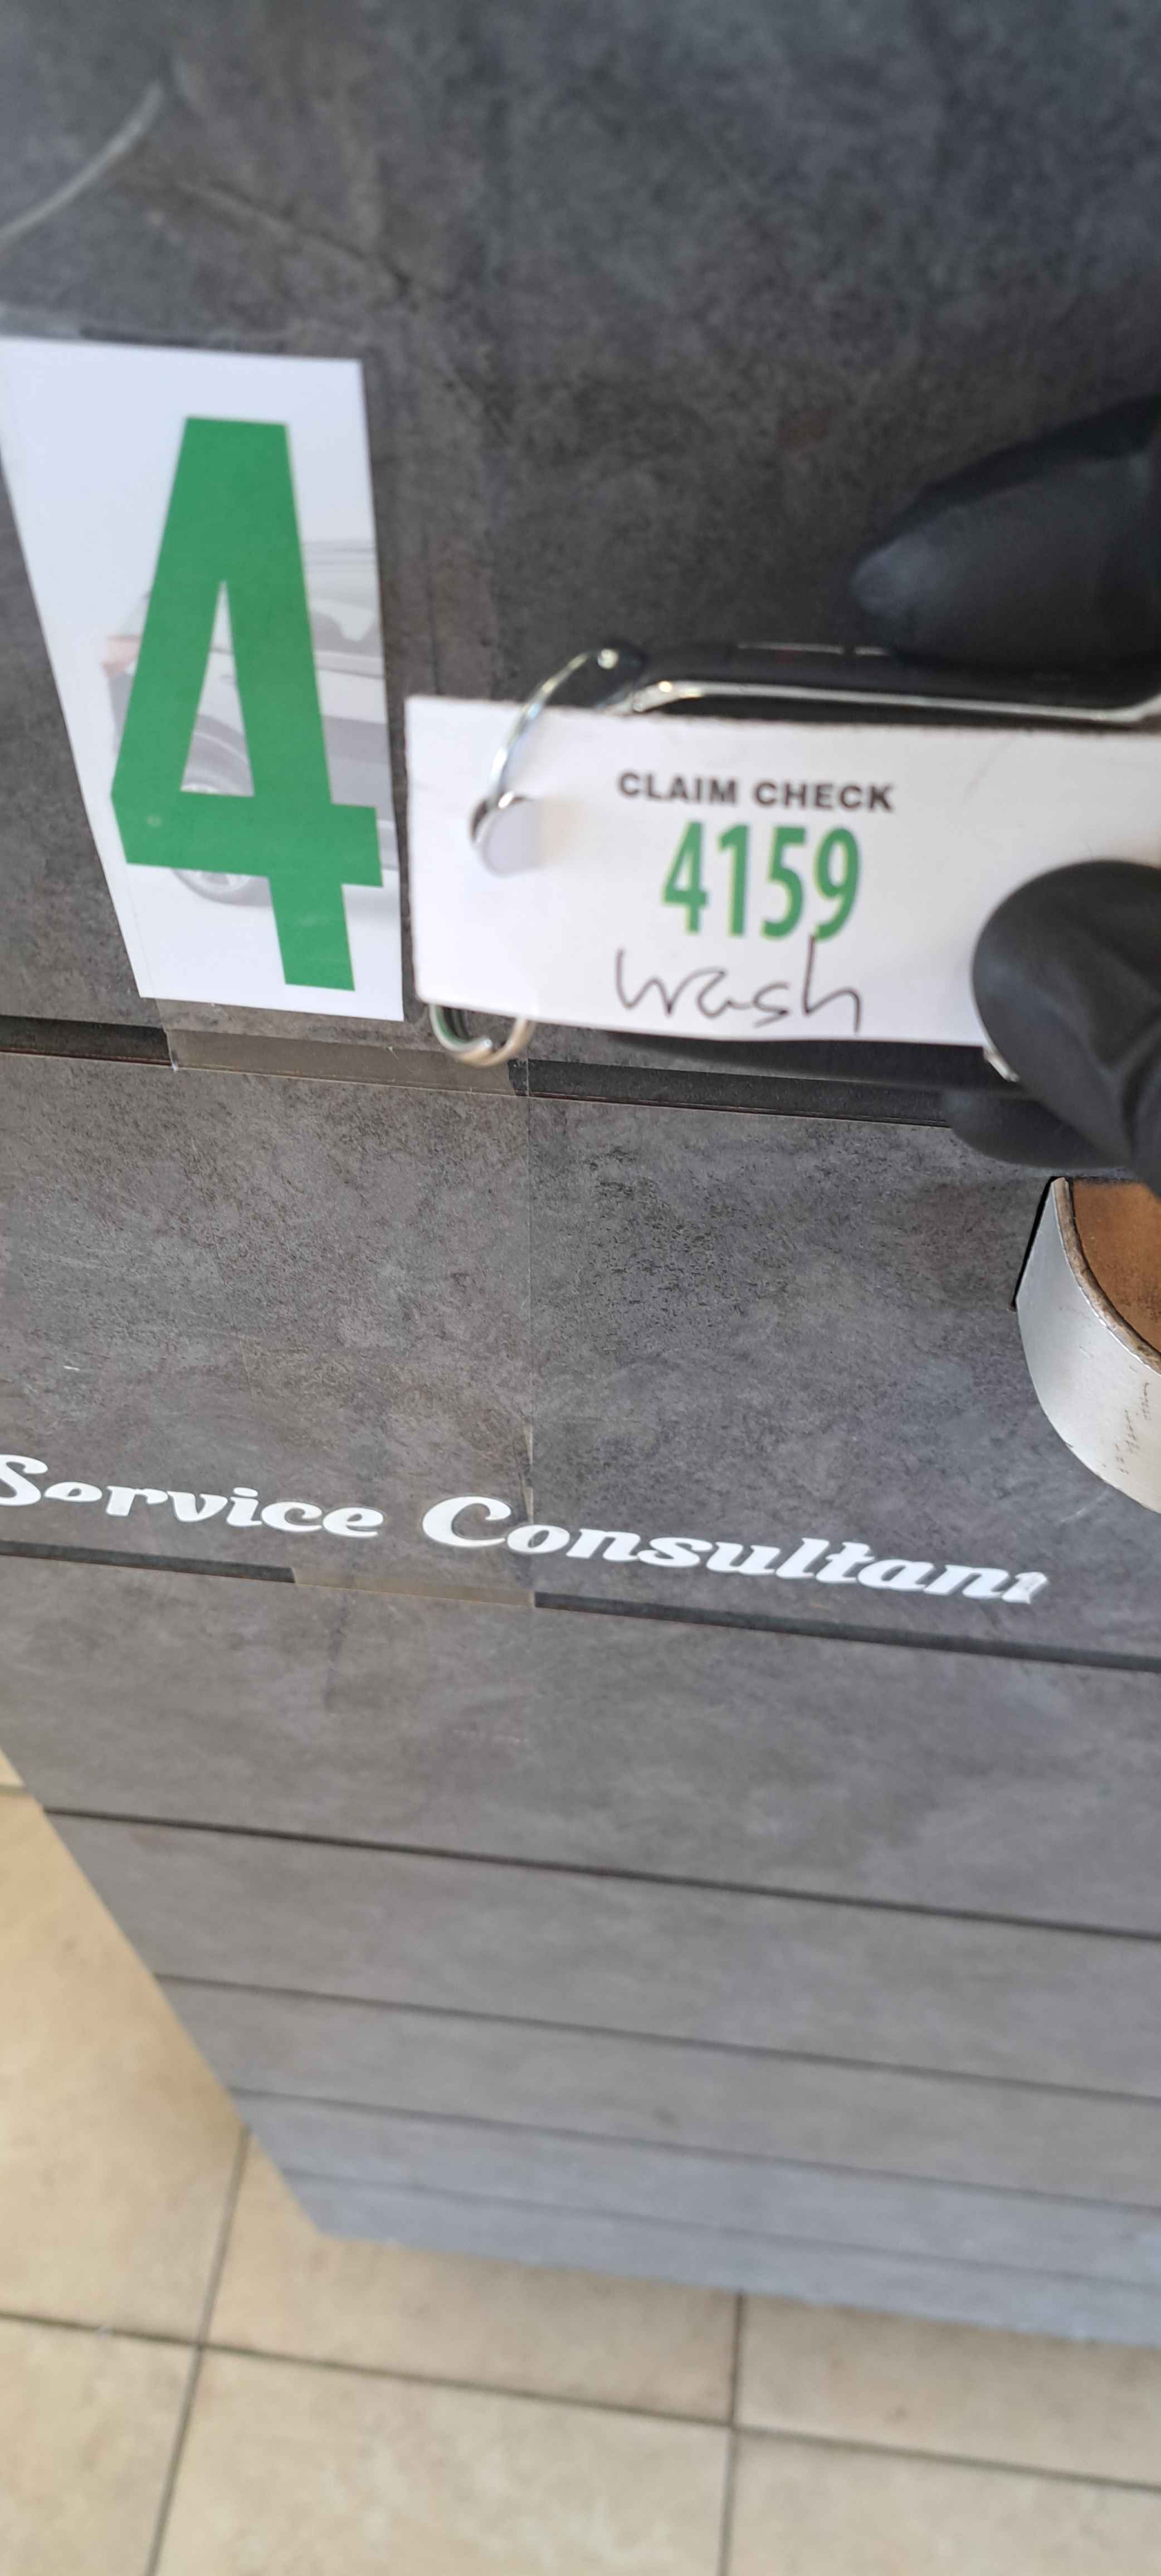 4
CLAIM CHECK
4159
wash
Service Consultant